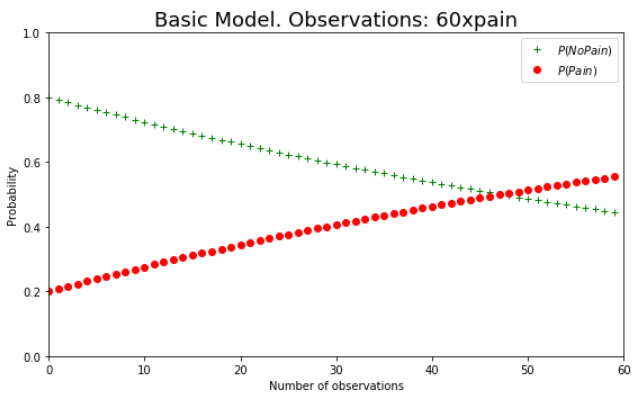 Basic Model. Observations: 60xpain
P(NoPain)
P(Pain)
1.0
0.8
0.6
0.4
0.2
0.0
Probability
0 10 20 30 40 50 60
Number of observations